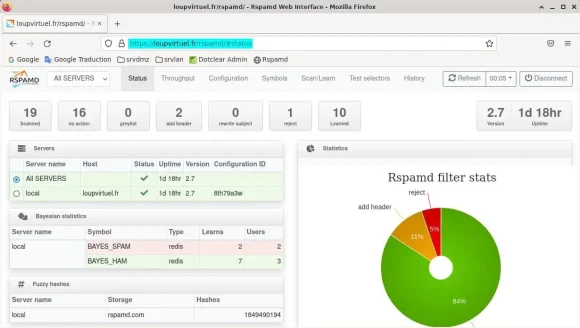 loupvirtuel.fr/rspamd/ - Rspamd Web Interface - Mozilla Firefox
loupvirtuel.fr/rspamd/ - R
https://loupvirtuel.fr/rspamd/#status
Google Google Traduction srvdmz srvlan Dotclear Admin Rspamd
RSPAMD All SERVERS Status Throughput Configuration Symbols Scan/Learn Test selectors History Refresh 00:05 Disconnect
19 16 0 2 0 1 10 2.7 1d 18hr
Scanned no action greylist add header rewrite subject reject Learned Version Uptime
Servers
Server name Host Status Uptime Version Configuration ID
All SERVERS 1d 18hr 2.7
local loupvirtuel.fr 1d 18hr 2.7 8th79a3w
Bayesian statistics
Server name Symbol Type Learns Users
local BAYES_SPAM redis 2 2
BAYES_HAM redis 7 3
Fuzzy hashes
Server name Storage Hashes
local rspamd.com 1849490194
Statistics
Rspamd filter stats
reject
add header
5%
11%
84%